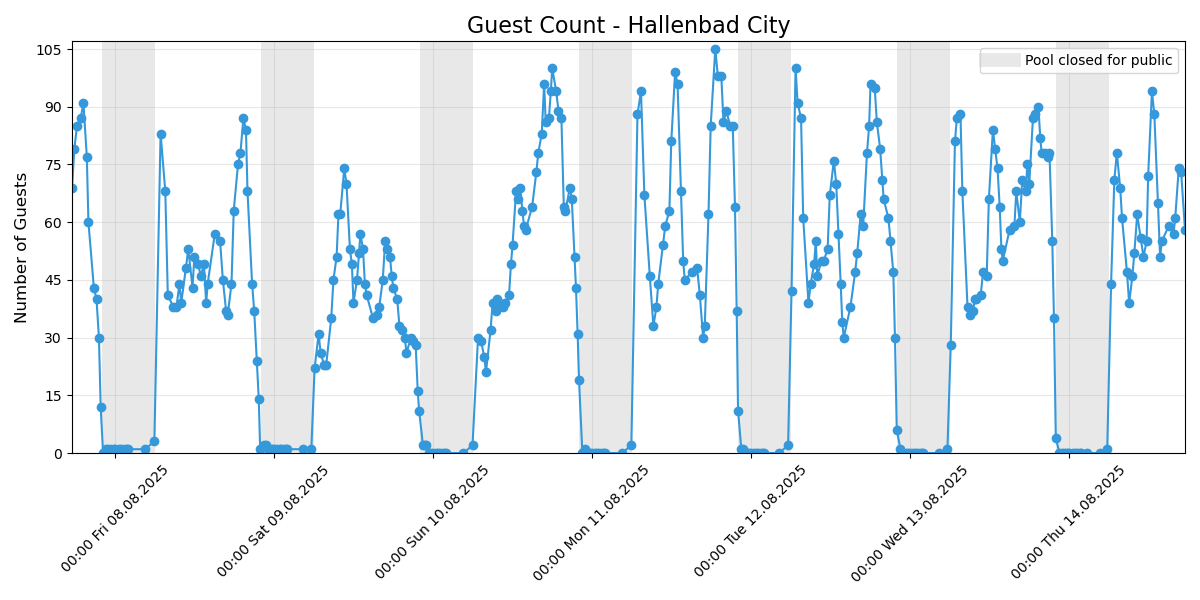 Guest Count - Hallenbad City
Pool closed for public
Number of Guests
105
90
75
60
45
30
15
0
00:00 Fri 08.08.2025
00:00 Sat 09.08.2025
00:00 Sun 10.08.2025
00:00 Mon 11.08.2025
00:00 Tue 12.08.2025
00:00 Wed 13.08.2025
00:00 Thu 14.08.2025